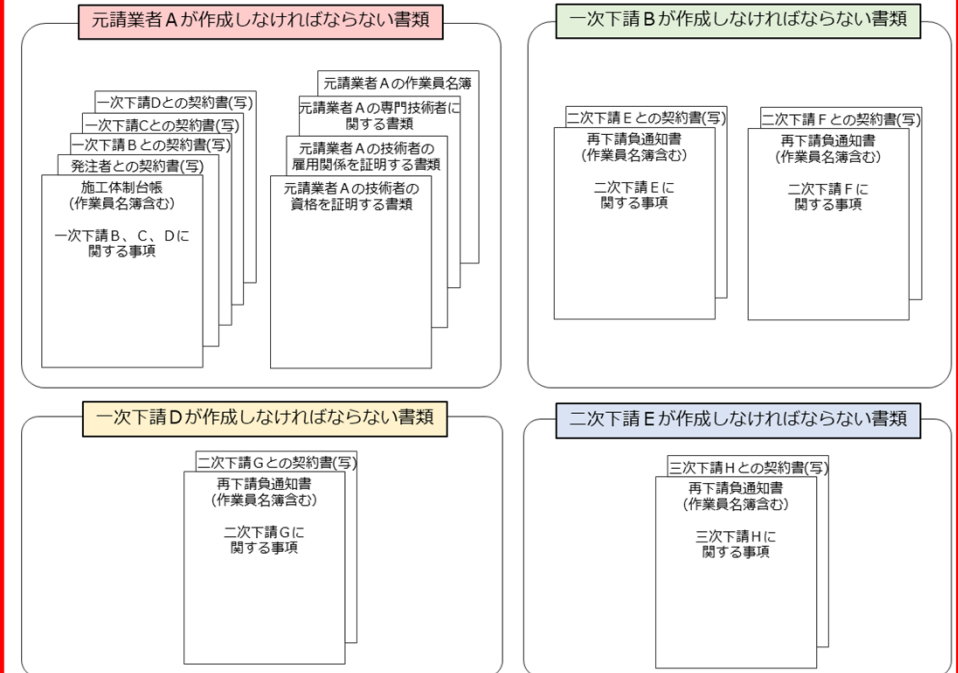 元請業者Aが作成しなければならない書類
一次下請Dとの契約書(写)
一次下請Cとの契約書(写)
一次下請Bとの契約書(写)
発注者との契約書(写)
施工体制台帳
(作業員名簿含む)
一次下請B、C、Dに
関する事項
元請業者Aの作業員名簿
元請業者Aの専門技術者に
関する書類
元請業者Aの技術者の
雇用関係を証明する書類
元請業者Aの技術者の
資格を証明する書類
一次下請Bが作成しなければならない書類
二次下請Eとの契約書(写)
再下請負通知書
(作業員名簿含む)
二次下請Eに
関する事項
二次下請Fとの契約書(写)
再下請負通知書
(作業員名簿含む)
二次下請Fに
関する事項
一次下請Dが作成しなければならない書類
二次下請Gとの契約書(写)
再下請負通知書
(作業員名簿含む)
二次下請Gに
関する事項
二次下請Eが作成しなければならない書類
三次下請Hとの契約書(写)
再下請負通知書
(作業員名簿含む)
三次下請Hに
関する事項